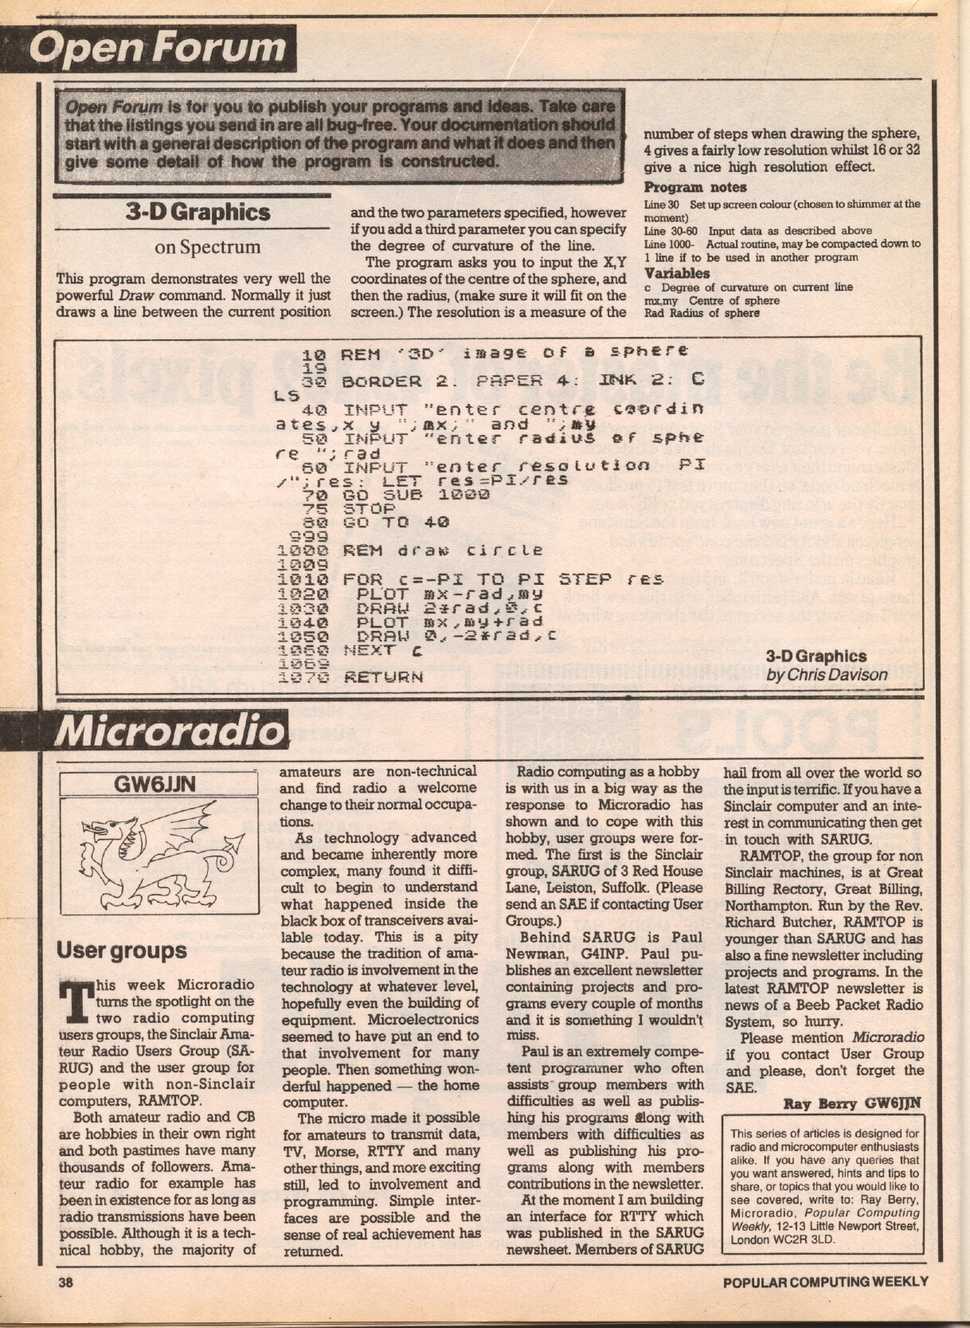 Open Forum
Open Forum is for you to publish your programs and ideas. Take care
that the listings you send in are all bug-free. Your documentation should
start with a general description of the program and what it does and then
give some detail of how the program is constructed.
3-D Graphics
on Spectrum
This program demonstrates very well the
powerful Draw command. Normally it just
draws a line between the current position
and the two parameters specified, however
if you add a third parameter you can specify
the degree of curvature of the line.
The program asks you to input the X,Y
coordinates of the centre of the sphere, and
then the radius, (make sure it will fit on the
screen.) The resolution is a measure of the
number of steps when drawing the sphere,
4 gives a fairly low resolution whilst 16 or 32
give a nice high resolution effect.
Program notes
Line 30 Set up screen colour (chosen to shimmer at the
moment)
Line 30-60 Input data as described above
Line 1000- Actual routine, may be compacted down to
1 line if to be used in another program
Variables
c Degree of curvature on current line
mx,my Centre of sphere
Rad Radius of sphere
10 REM '3D' image of a sphere
19
30 BORDER 2: PAPER 4: INK 2: C
LS
40 INPUT "enter centre coordin
ates,x y ";mx;" and ";my
50 INPUT "enter radius of sphe
re ";rad
60 INPUT "enter resolution PI
/";res: LET res=PI/res
70 GO SUB 1000
75 STOP
80 GO TO 40
999
1000 REM draw circle
1009
1010 FOR c=-PI TO PI STEP res
1020 PLOT mx-rad,my
1030 DRAW 2*rad,0,c
1040 PLOT mx,my+rad
1050 DRAW 0,-2*rad,c
1060 NEXT c
1069
1070 RETURN
3-D Graphics
by Chris Davison
Microradio
GW6JJN
User groups
This week Microradio
turns the spotlight on the
two radio computing
users groups, the Sinclair Ama-
teur Radio Users Group (SA-
RUG) and the user group for
people with non-Sinclair
computers, RAMTOP.
Both amateur radio and CB
are hobbies in their own right
and both pastimes have many
thousands of followers. Ama-
teur radio for example has
been in existence for as long as
radio transmissions have been
possible. Although it is a tech-
nical hobby, the majority of
amateurs are non-technical
and find radio a welcome
change to their normal occupa-
tions.
As technology advanced
and became inherently more
complex, many found it diffi-
cult to begin to understand
what happened inside the
black box of transceivers avai-
lable today. This is a pity
because the tradition of ama-
teur radio is involvement in the
technology at whatever level,
hopefully even the building of
equipment. Microelectronics
seemed to have put an end to
that involvement for many
people. Then something won-
derful happened — the home
computer.
The micro made it possible
for amateurs to transmit data,
TV, Morse, RTTY and many
other things, and more exciting
still, led to involvement and
programming. Simple inter-
faces are possible and the
sense of real achievement has
returned.
Radio computing as a hobby
is with us in a big way as the
response to Microradio has
shown and to cope with this
hobby, user groups were for-
med. The first is the Sinclair
group, SARUG of 3 Red House
Lane, Leiston, Suffolk. (Please
send an SAE if contacting User
Groups.)
Behind SARUG is Paul
Newman, G4INP. Paul pu-
blishes an excellent newsletter
containing projects and pro-
grams every couple of months
and it is something I wouldn't
miss.
Paul is an extremely compe-
tent programmer who often
assists group members with
difficulties as well as publis-
hing his programs along with
members with difficulties as
well as publishing his pro-
grams along with members
contributions in the newsletter.
At the moment I am building
an interface for RTTY which
was published in the SARUG
newsheet. Members of SARUG
hail from all over the world so
the input is terrific. If you have a
Sinclair computer and an inte-
rest in communicating then get
in touch with SARUG.
RAMTOP, the group for non
Sinclair machines, is at Great
Billing Rectory, Great Billing,
Northampton. Run by the Rev.
Richard Butcher, RAMTOP is
younger than SARUG and has
also a fine newsletter including
projects and programs. In the
latest RAMTOP newsletter is
news of a Beeb Packet Radio
System, so hurry.
Please mention Microradio
if you contact User Group
and please, don't forget the
SAE.
Ray Berry GW6JJN
This series of articles is designed for
radio and microcomputer enthusiasts
alike. If you have any queries that
you want answered, hints and tips to
share, or topics that you would like to
see covered, write to: Ray Berry,
Microradio, Popular Computing
Weekly, 12-13 Little Newport Street,
London WC2R 3LD.
38
POPULAR COMPUTING WEEKLY